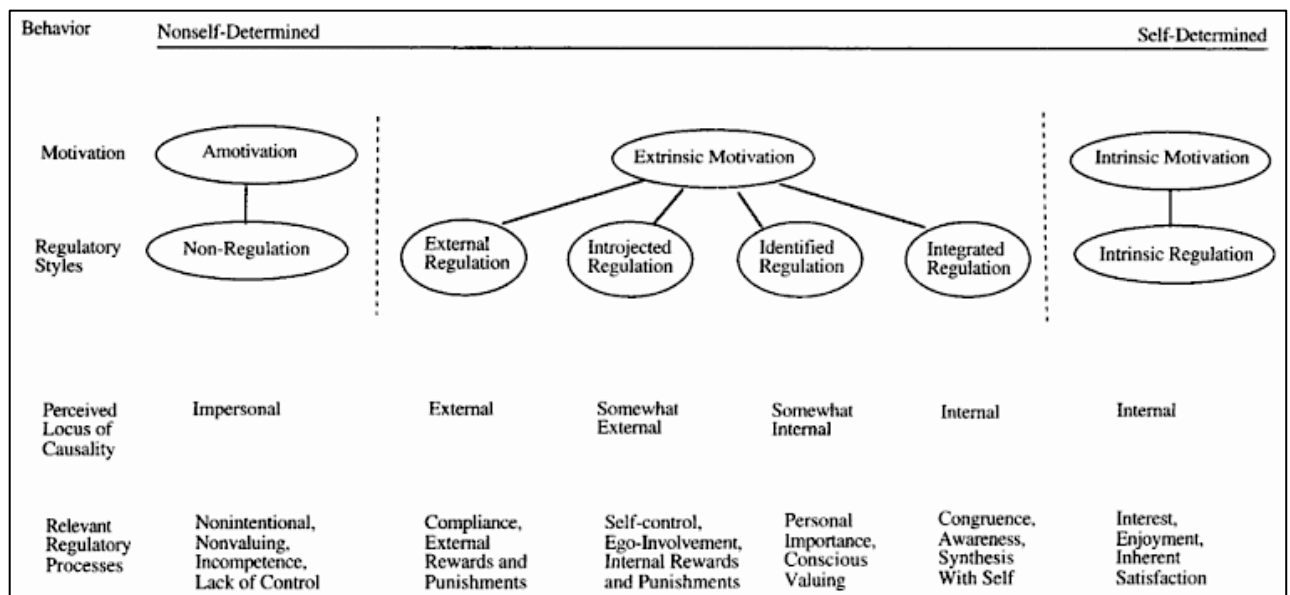 Behavior Nonself-Determined Self-Determined
Motivation Amotivation Extrinsic Motivation Intrinsic Motivation
Regulatory
Styles
Non-Regulation
External
Regulation
Introjected
Regulation
Identified
Regulation
Integrated
Regulation
Intrinsic Regulation
Perceived
Locus of
Causality
Impersonal
External
Somewhat
External
Somewhat
Internal
Internal
Internal
Relevant
Regulatory
Processes
Nonintentional,
Nonvaluing,
Incompetence,
Lack of Control
Compliance,
External
Rewards and
Punishments
Self-control,
Ego-Involvement,
Internal Rewards
and Punishments
Personal
Importance,
Conscious
Valuing
Congruence,
Awareness,
Synthesis
With Self
Interest,
Enjoyment,
Inherent
Satisfaction